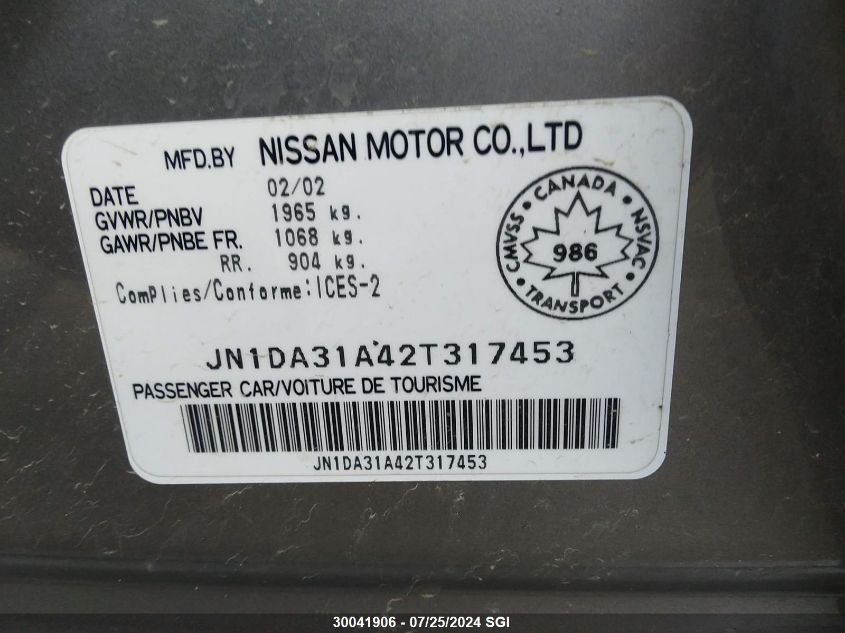 MFD.BY NISSAN MOTOR CO.,LTD
DATE 02/02
GVWR/PNBV 1965 kg.
GAWR/PNBE FR. 1068 kg.
RR. 904 kg.
ComPlies/Conforme:ICES-2
CANADA
CMVSS
986
NSVAC
TRANSPORT
JN1DA31A42T317453
PASSENGER CAR/VOITURE DE TOURISME
JN1DA31A42T317453
30041906 - 07/25/2024 SGI